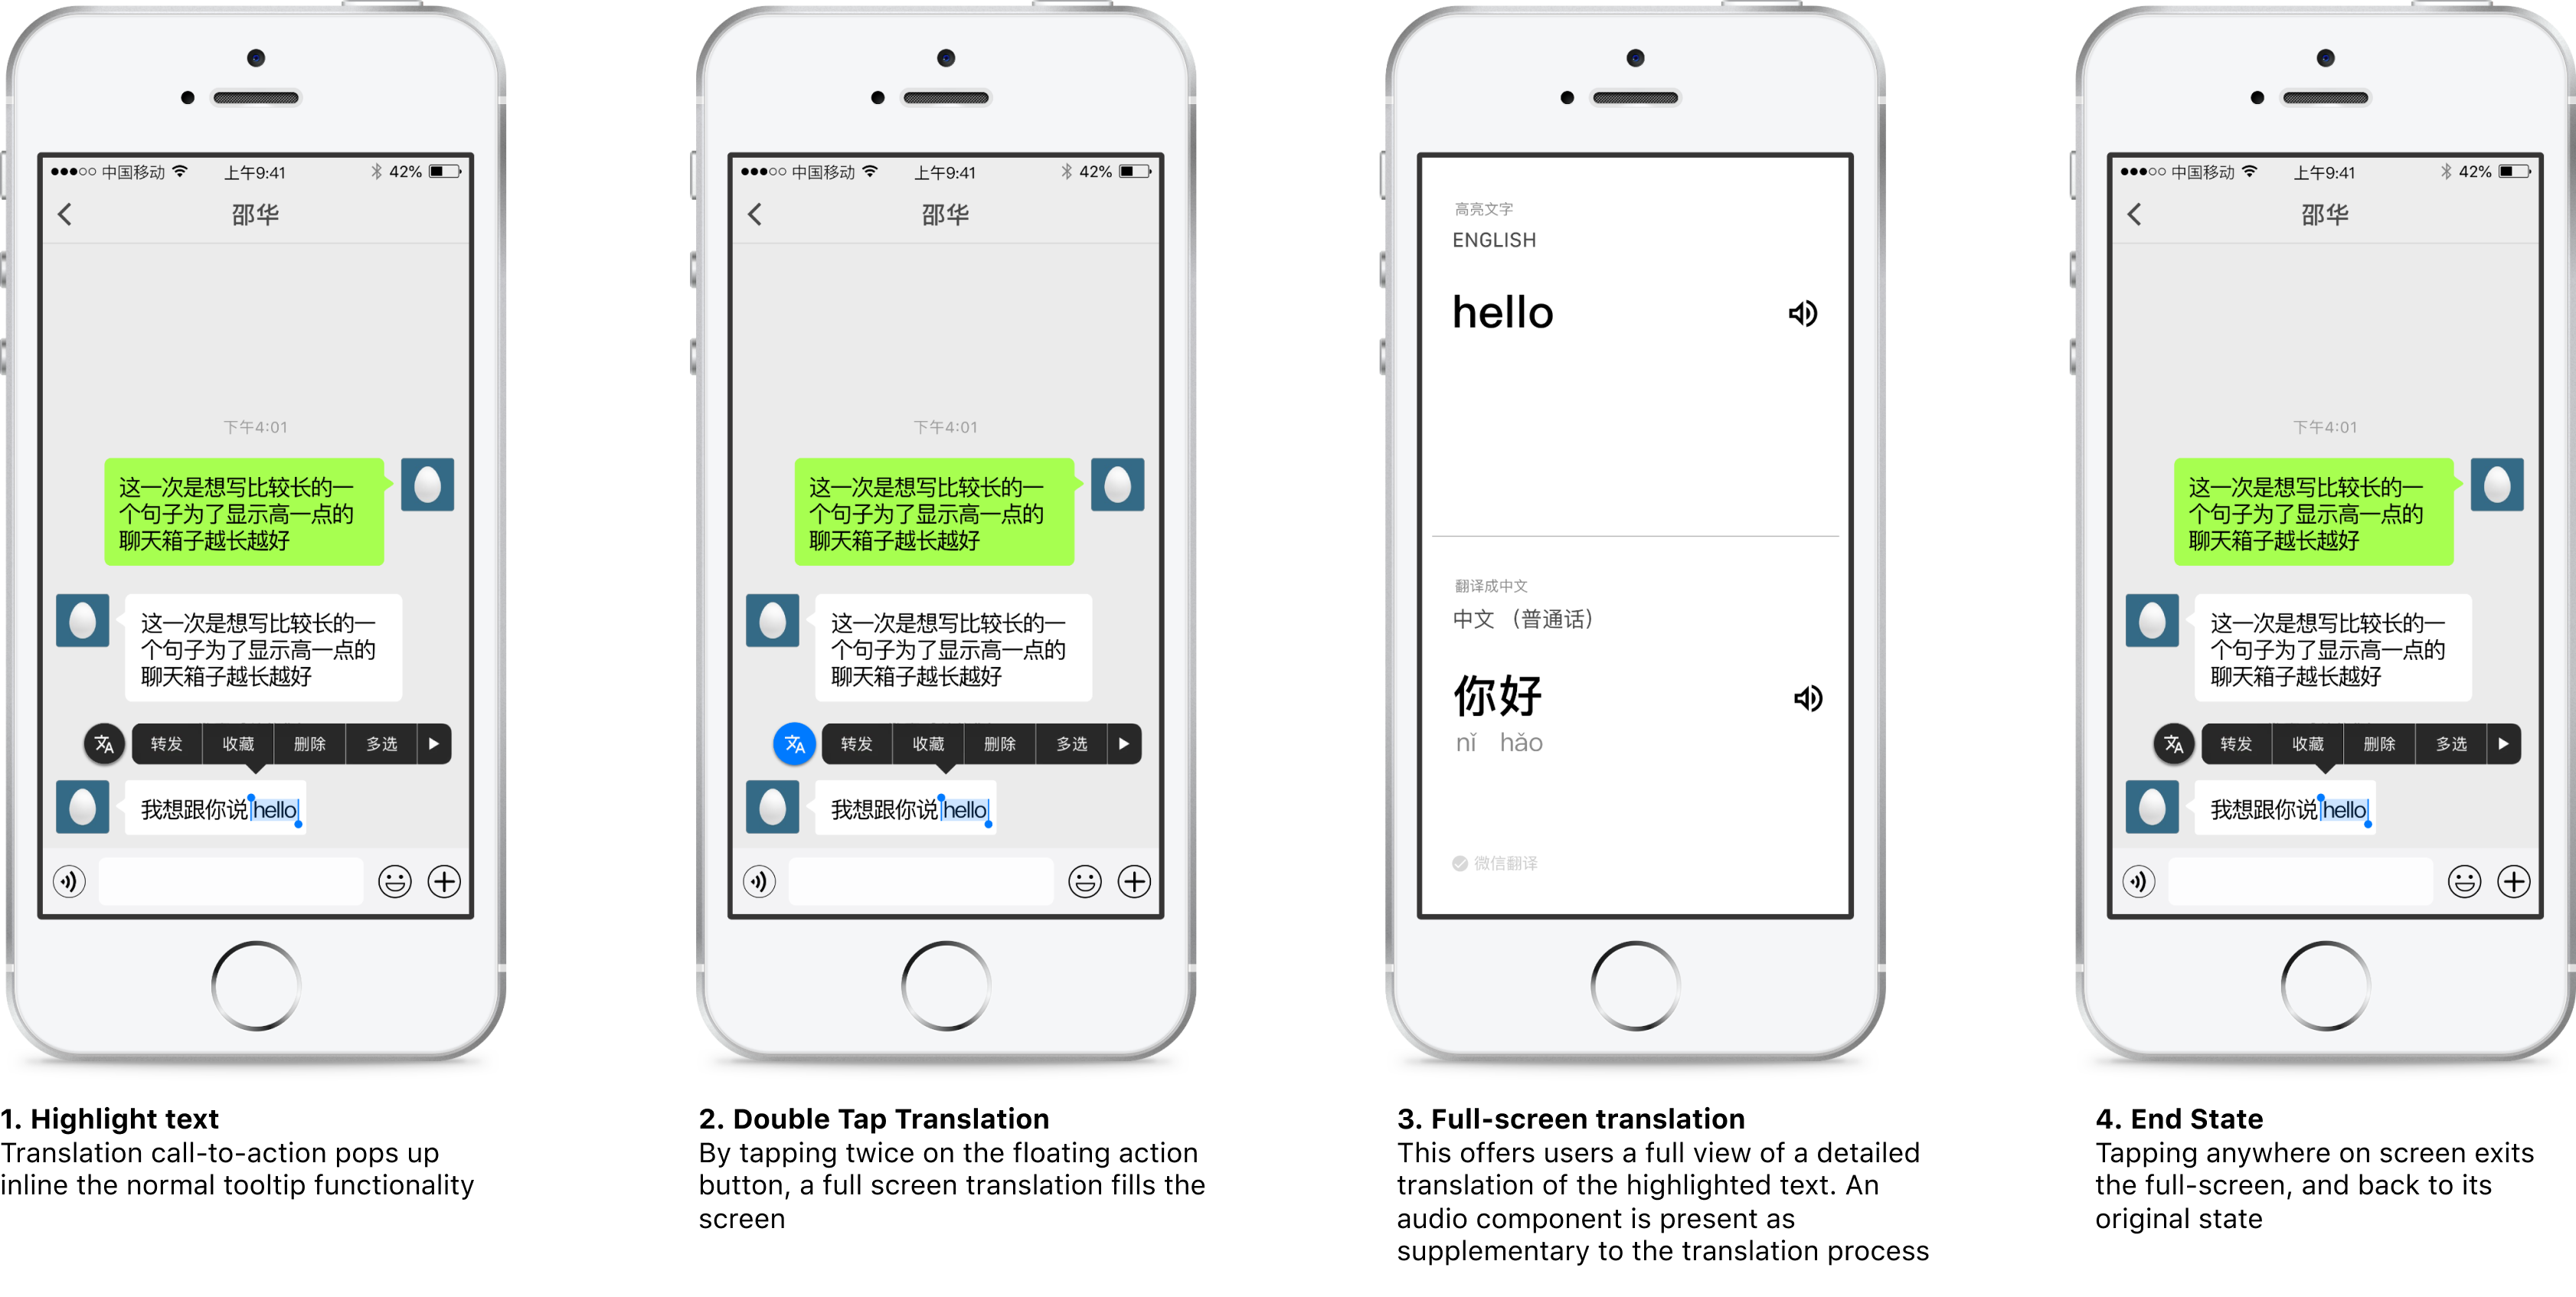 中国移动 上午9:41 42%
邵华
下午4:01
这一次是想写比较长的一
个句子为了显示高一点的
聊天箱子越长越好
这一次是想写比较长的一
个句子为了显示高一点的
聊天箱子越长越好
文A 转发 收藏 删除 多选
我想跟你说hello
1. Highlight text
Translation call-to-action pops up
inline the normal tooltip functionality
中国移动 上午9:41 42%
邵华
下午4:01
这一次是想写比较长的一
个句子为了显示高一点的
聊天箱子越长越好
这一次是想写比较长的一
个句子为了显示高一点的
聊天箱子越长越好
文A 转发 收藏 删除 多选
我想跟你说hello
2. Double Tap Translation
By tapping twice on the floating action
button, a full screen translation fills the
screen
高亮文字
ENGLISH
hello
翻译成中文
中文 （普通话）
你好
nǐ hǎo
微信翻译
3. Full-screen translation
This offers users a full view of a detailed
translation of the highlighted text. An
audio component is present as
supplementary to the translation process
中国移动 上午9:41 42%
邵华
下午4:01
这一次是想写比较长的一
个句子为了显示高一点的
聊天箱子越长越好
这一次是想写比较长的一
个句子为了显示高一点的
聊天箱子越长越好
文A 转发 收藏 删除 多选
我想跟你说hello
4. End State
Tapping anywhere on screen exits
the full-screen, and back to its
original state